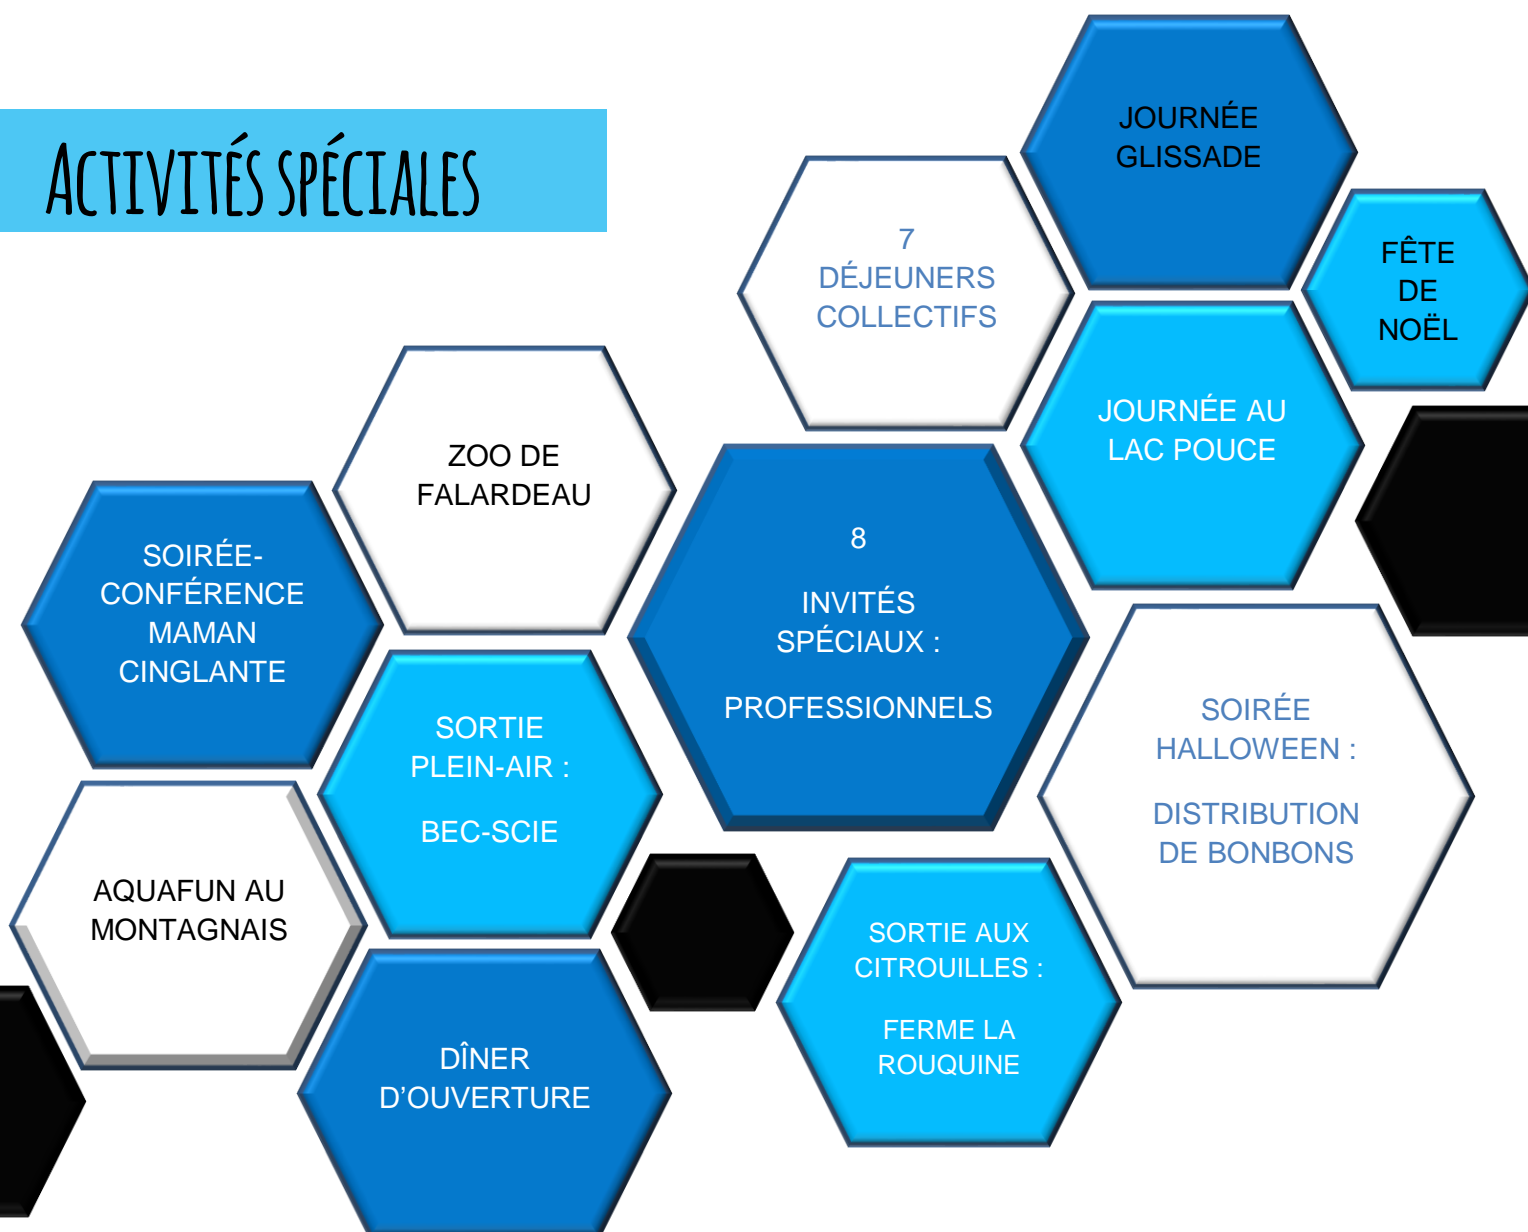 ACTIVITÉS SPÉCIALES
JOURNÉE
GLISSADE
7
DÉJEUNERS
COLLECTIFS
FÊTE
DE
NOËL
JOURNÉE AU
LAC POUCE
ZOO DE
FALARDEAU
SOIRÉE-
CONFÉRENCE
MAMAN
CINGLANTE
8
INVITÉS
SPÉCIAUX :
PROFESSIONNELS
SORTIE
PLEIN-AIR :
BEC-SCIE
SOIRÉE
HALLOWEEN :
DISTRIBUTION
DE BONBONS
AQUAFUN AU
MONTAGNAIS
SORTIE AUX
CITROUILLES :
FERME LA
ROUQUINE
DÎNER
D’OUVERTURE